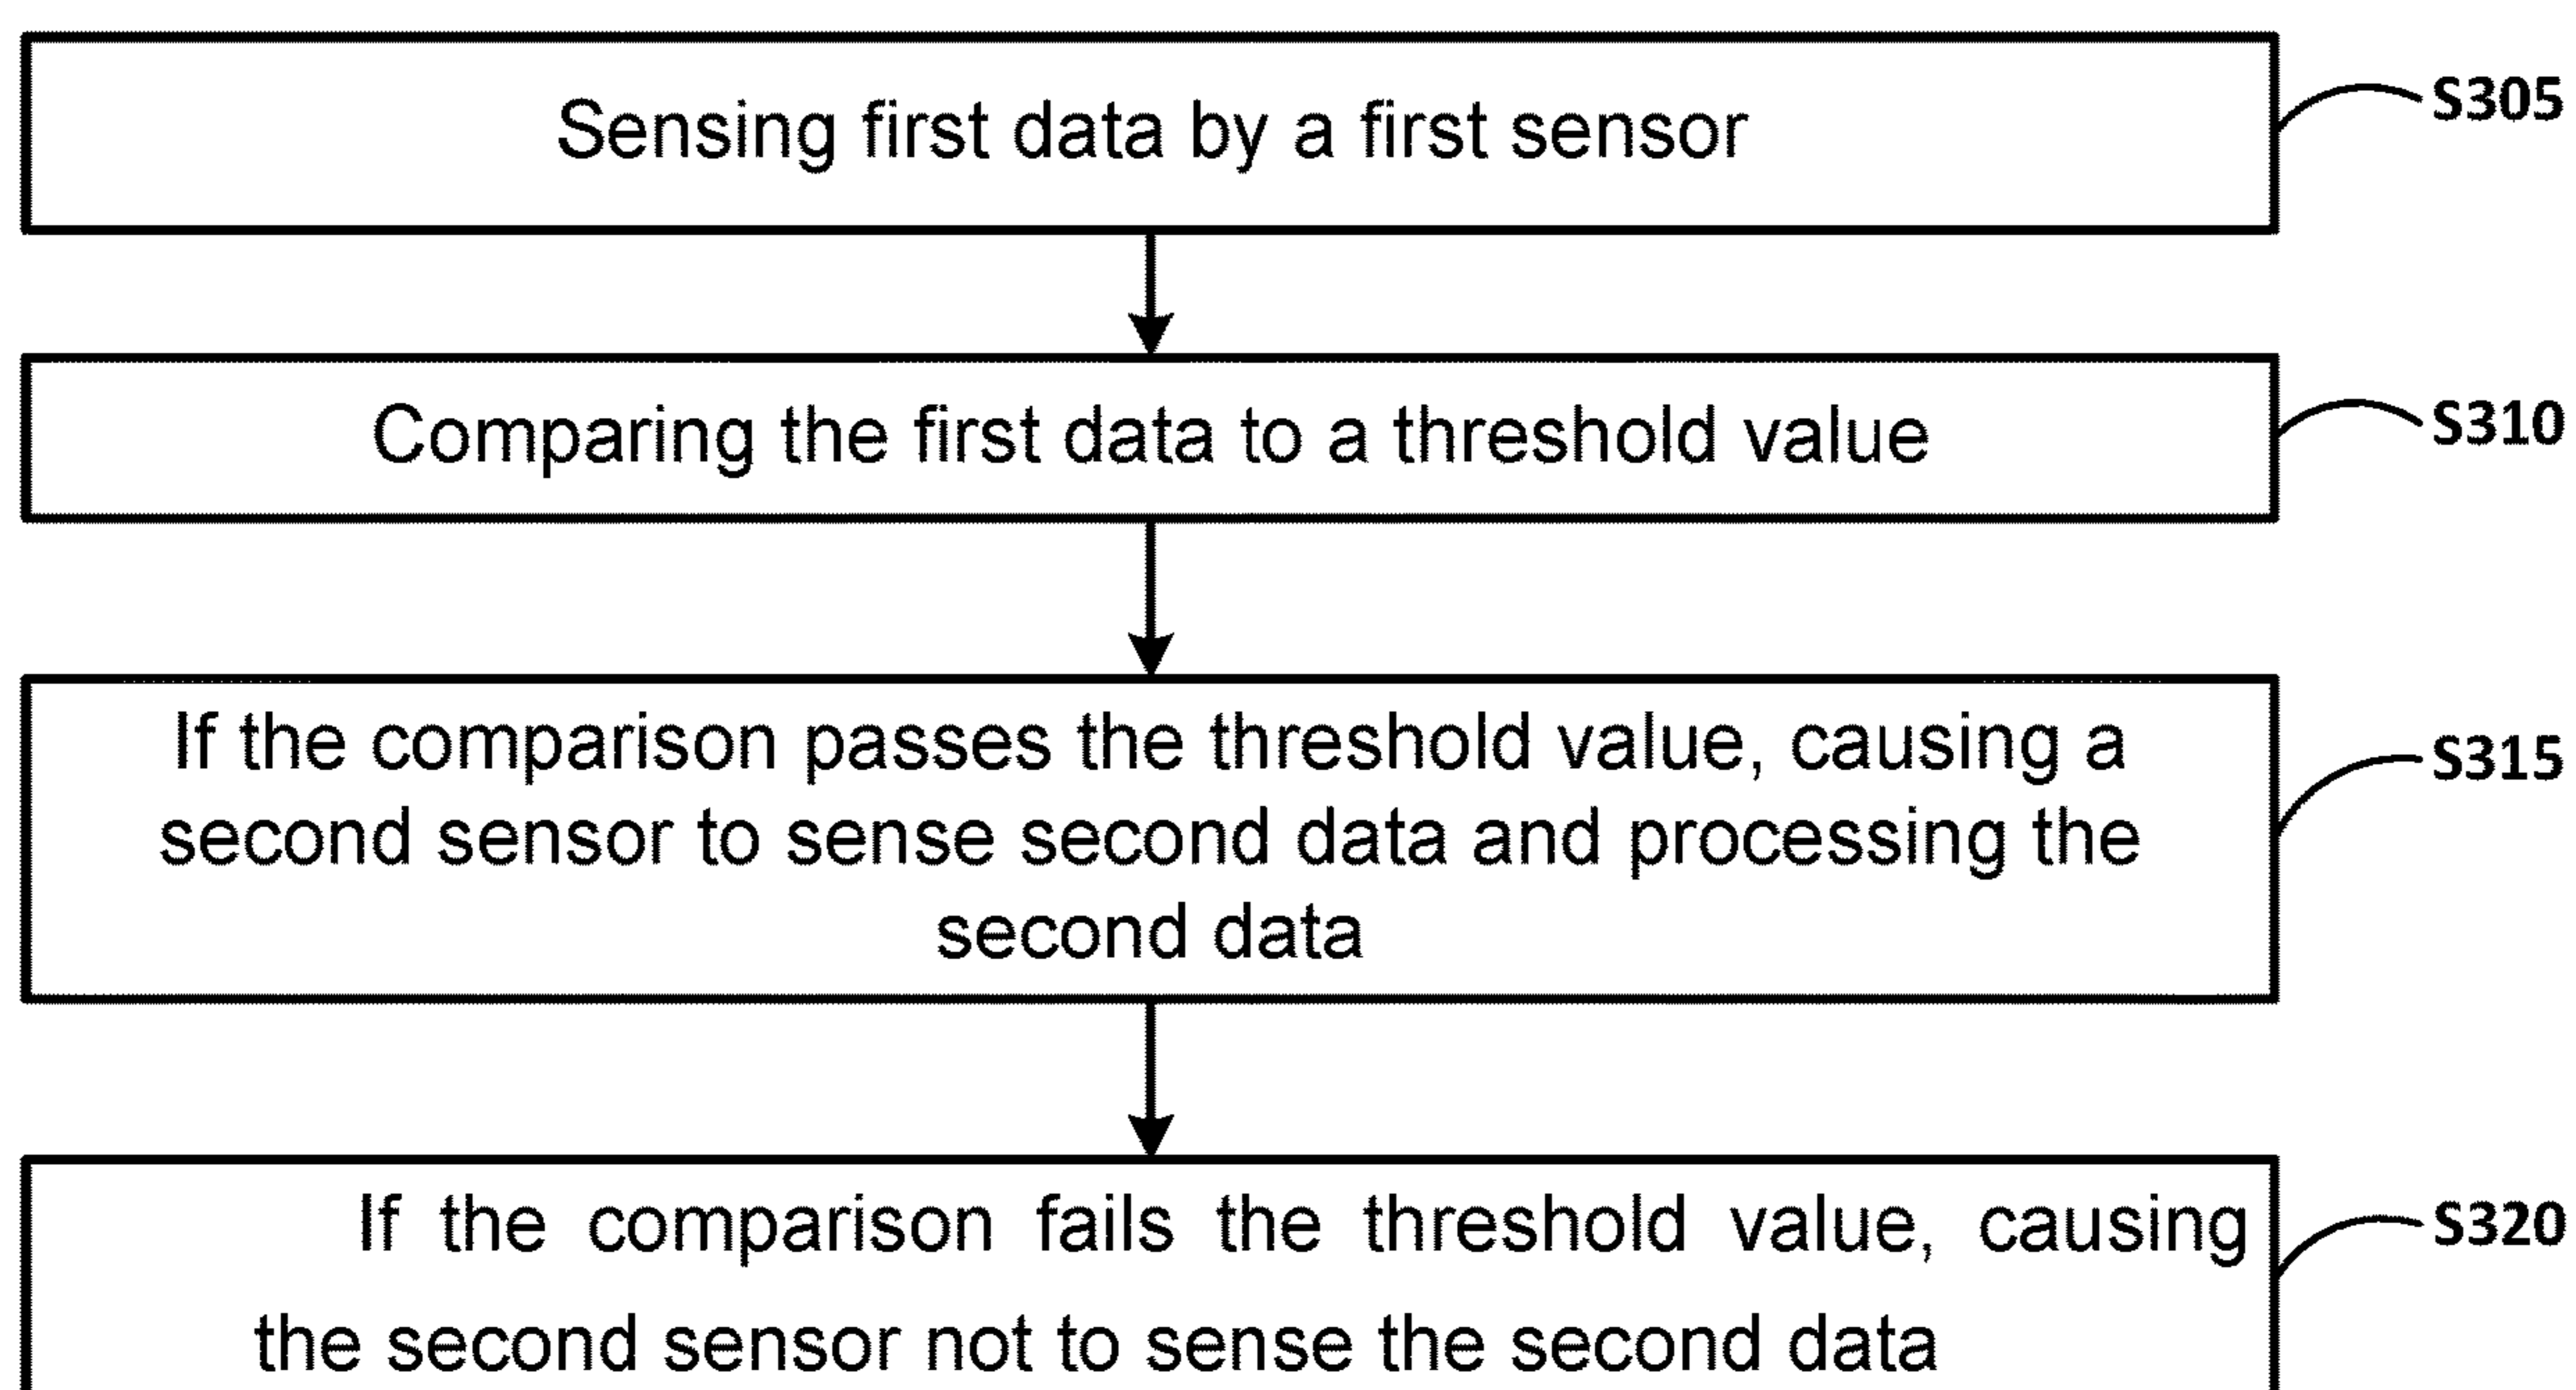 Sensing first data by a first sensor
S305
Comparing the first data to a threshold value
S310
If the comparison passes the threshold value, causing a
second sensor to sense second data and processing the
second data
S315
If the comparison fails the threshold value, causing
the second sensor not to sense the second data
S320